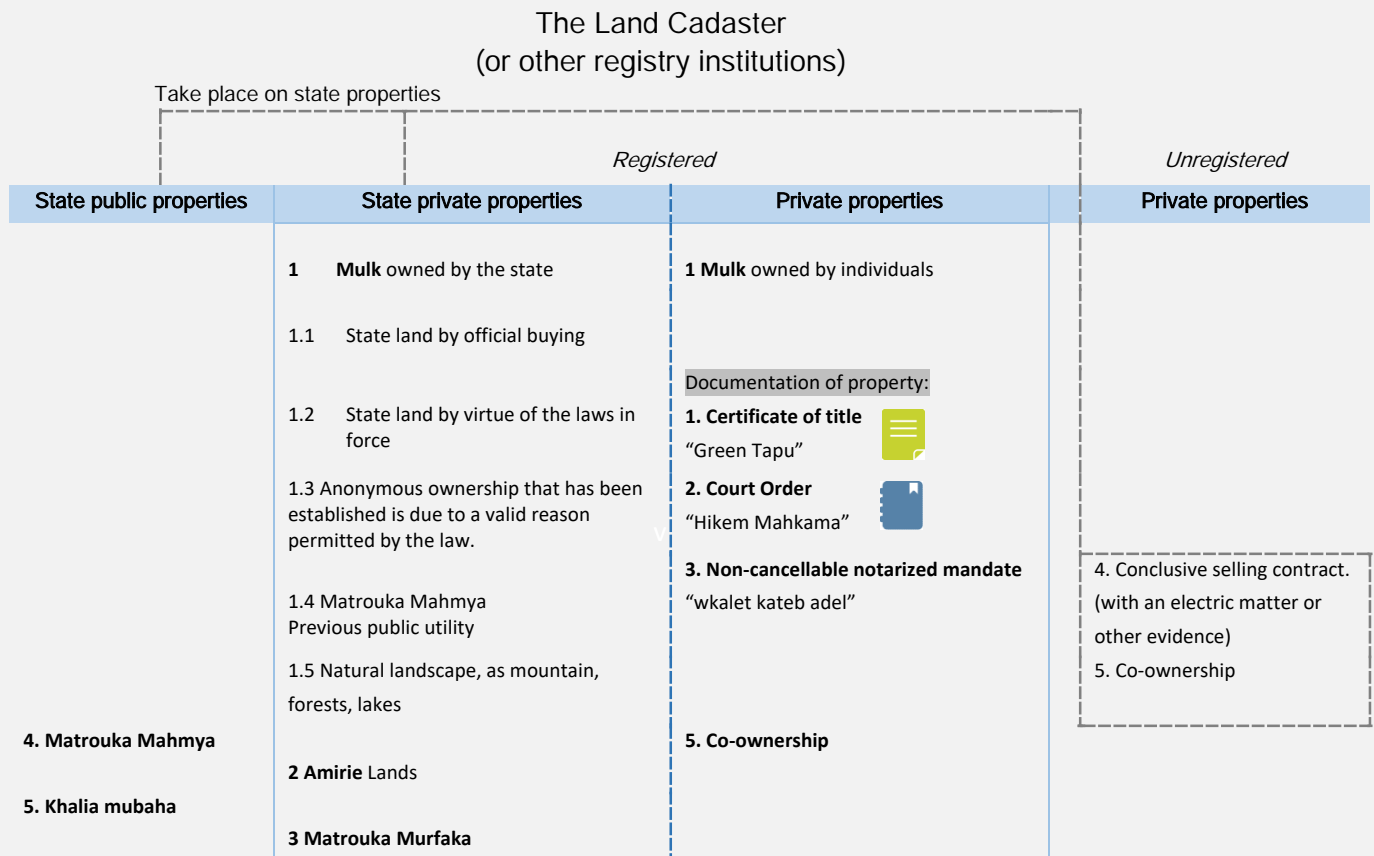 The Land Cadaster
(or other registry institutions)
Take place on state properties
Registered
Unregistered
State public properties
State private properties
Private properties
Private properties
4. Matrouka Mahmya
5. Khalia mubaha
1 Mulk owned by the state
1.1 State land by official buying
1.2 State land by virtue of the laws in
force
1.3 Anonymous ownership that has been
established is due to a valid reason
permitted by the law.
1.4 Matrouka Mahmya
Previous public utility
1.5 Natural landscape, as mountain,
forests, lakes
2 Amirie Lands
3 Matrouka Murfaka
1 Mulk owned by individuals
Documentation of property:
1. Certificate of title
“Green Tapu”
2. Court Order
“Hikem Mahkama”
3. Non-cancellable notarized mandate
“wkalet kateb adel”
5. Co-ownership
4. Conclusive selling contract.
(with an electric matter or
other evidence)
5. Co-ownership